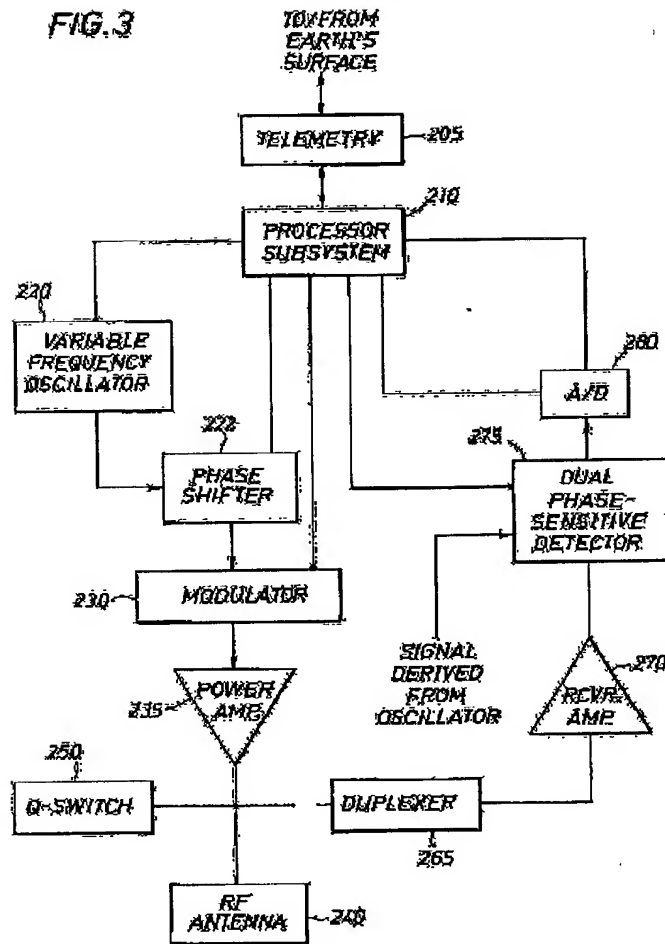 FIG. 3
TO/FROM
EARTH'S
SURFACE
TELEMETRY
205
210
PROCESSOR
SUBSYSTEM
220
VARIABLE
FREQUENCY
OSCILLATOR
280
A/D
222
PHASE
SHIFTER
275
DUAL
PHASE-
SENSITIVE
DETECTOR
230
MODULATOR
SIGNAL
DERIVED
FROM
OSCILLATOR
235
POWER
AMP.
270
RCVR.
AMP
250
Q-SWITCH
DUPLEXER
265
RF
ANTENNA
240